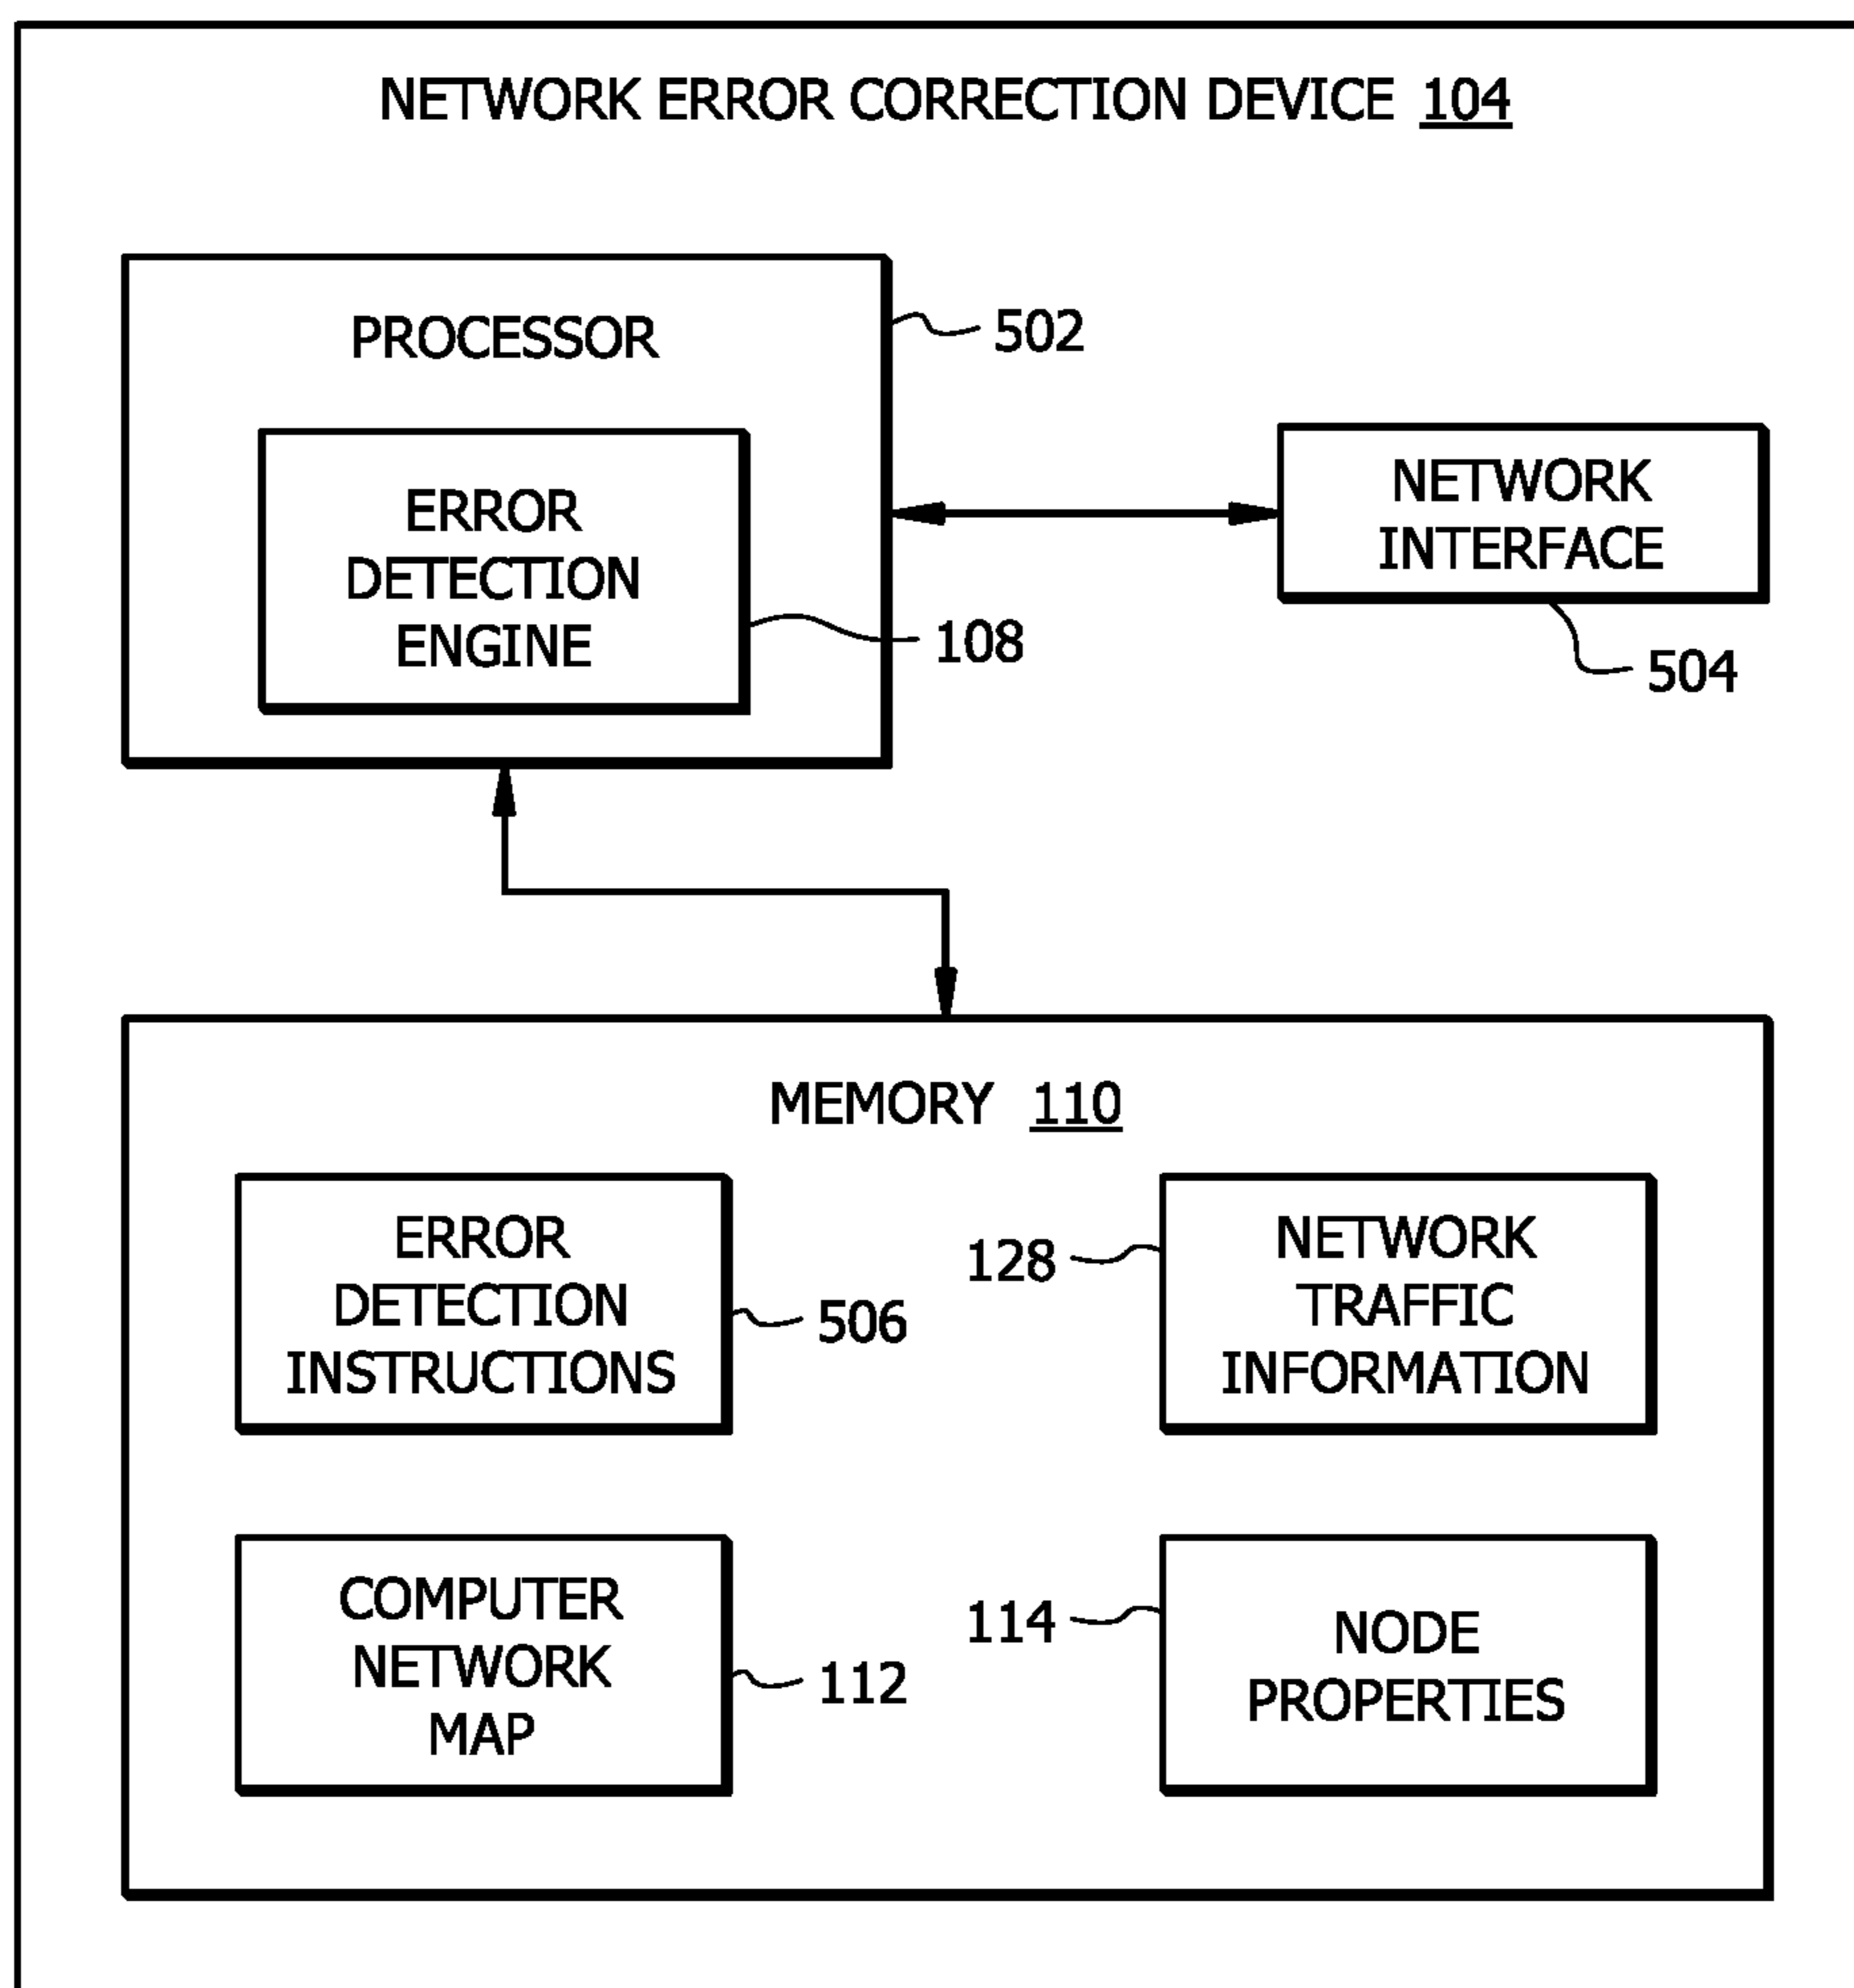 NETWORK ERROR CORRECTION DEVICE 104
PROCESSOR
502
ERROR
DETECTION
ENGINE
108
NETWORK
INTERFACE
504
MEMORY 110
ERROR
DETECTION
INSTRUCTIONS
506
128
NETWORK
TRAFFIC
INFORMATION
COMPUTER
NETWORK
MAP
112
114
NODE
PROPERTIES